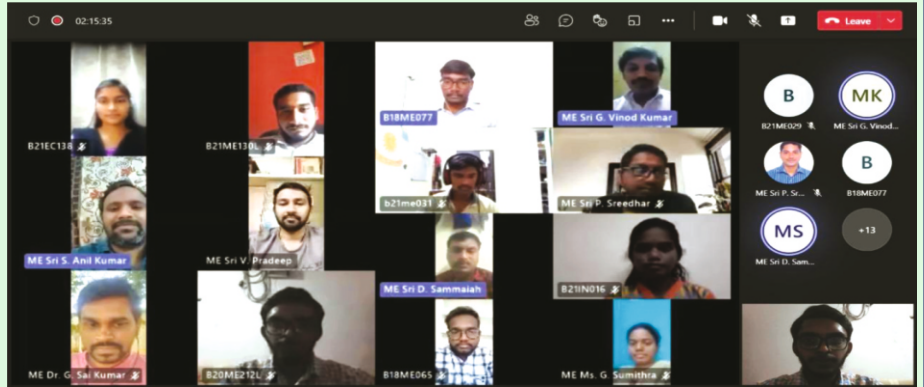 02:15:35
Leave
B21EC138
B21ME130L
B18ME077
ME Sri G. Vinod Kumar
b21me031
ME Sri P. Sreedhar
ME Sri S. Anil Kumar
ME Sri V. Pradeep
ME Sri D. Sammaiah
B21IN016
ME Dr. G. Sai Kumar
B20ME212L
B18ME065
ME Ms. G. Sumithra
B
MK
B21ME029
ME Sri G. Vinod...
B
ME Sri P. Sr...
B18ME077
MS
+13
ME Sri D. Sam...